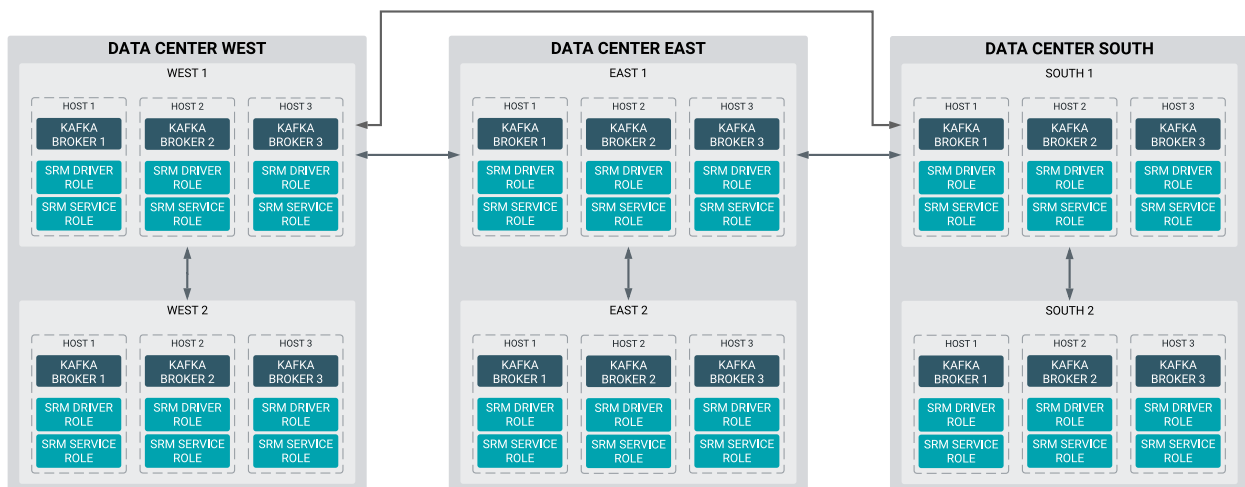 DATA CENTER WEST
WEST 1
HOST 1
KAFKA
BROKER 1
SRM DRIVER
ROLE
SRM SERVICE
ROLE
HOST 2
KAFKA
BROKER 2
SRM DRIVER
ROLE
SRM SERVICE
ROLE
HOST 3
KAFKA
BROKER 3
SRM DRIVER
ROLE
SRM SERVICE
ROLE
WEST 2
HOST 1
KAFKA
BROKER 1
SRM DRIVER
ROLE
SRM SERVICE
ROLE
HOST 2
KAFKA
BROKER 2
SRM DRIVER
ROLE
SRM SERVICE
ROLE
HOST 3
KAFKA
BROKER 3
SRM DRIVER
ROLE
SRM SERVICE
ROLE
DATA CENTER EAST
EAST 1
HOST 1
KAFKA
BROKER 1
SRM DRIVER
ROLE
SRM SERVICE
ROLE
HOST 2
KAFKA
BROKER 2
SRM DRIVER
ROLE
SRM SERVICE
ROLE
HOST 3
KAFKA
BROKER 3
SRM DRIVER
ROLE
SRM SERVICE
ROLE
EAST 2
HOST 1
KAFKA
BROKER 1
SRM DRIVER
ROLE
SRM SERVICE
ROLE
HOST 2
KAFKA
BROKER 2
SRM DRIVER
ROLE
SRM SERVICE
ROLE
HOST 3
KAFKA
BROKER 3
SRM DRIVER
ROLE
SRM SERVICE
ROLE
DATA CENTER SOUTH
SOUTH 1
HOST 1
KAFKA
BROKER 1
SRM DRIVER
ROLE
SRM SERVICE
ROLE
HOST 2
KAFKA
BROKER 2
SRM DRIVER
ROLE
SRM SERVICE
ROLE
HOST 3
KAFKA
BROKER 3
SRM DRIVER
ROLE
SRM SERVICE
ROLE
SOUTH 2
HOST 1
KAFKA
BROKER 1
SRM DRIVER
ROLE
SRM SERVICE
ROLE
HOST 2
KAFKA
BROKER 2
SRM DRIVER
ROLE
SRM SERVICE
ROLE
HOST 3
KAFKA
BROKER 3
SRM DRIVER
ROLE
SRM SERVICE
ROLE